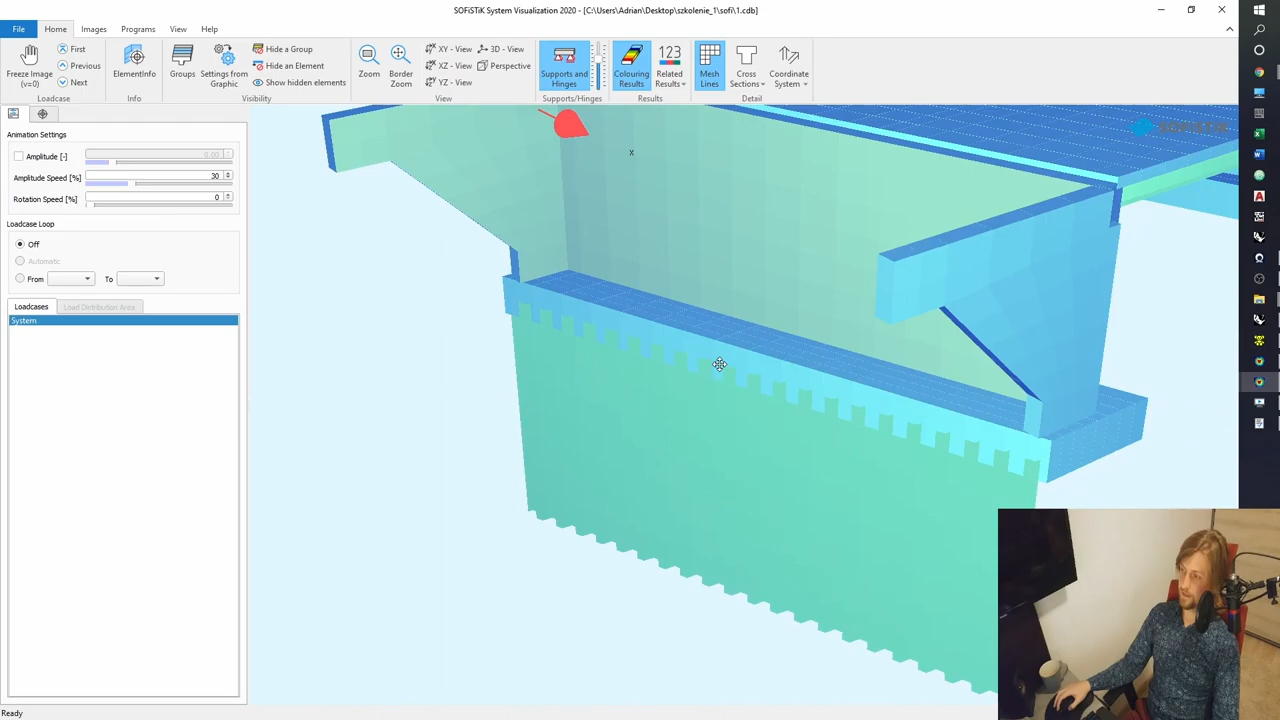 SOFiSTiK System Visualization 2020 - [C:\Users\Adrian\Desktop\szkolenie_1\sofi\1.cdb]
File Home Images Programs View Help
Freeze Image (v=0)
First
Previous
Next
Loadcase
ElementInfo
Info
Groups
Settings from Graphic
Hide a Group
Hide an Element
Show hidden elements
Visibility
Zoom
Border Zoom
XY - View
XZ - View
YZ - View
3D - View
Perspective
View
Supports and Hinges
Supports/Hinges
Colouring Results
123
Related Results
Results
Mesh Lines
Cross Sections
Coordinate System
Detail
Animation Settings
Amplitude [-] 0.00
Amplitude Speed [%] 30
Rotation Speed [%] 0
Loadcase Loop
Off
Automatic
From To
Loadcases Load Distribution Area
System
x
SOFiSTiK
Ready